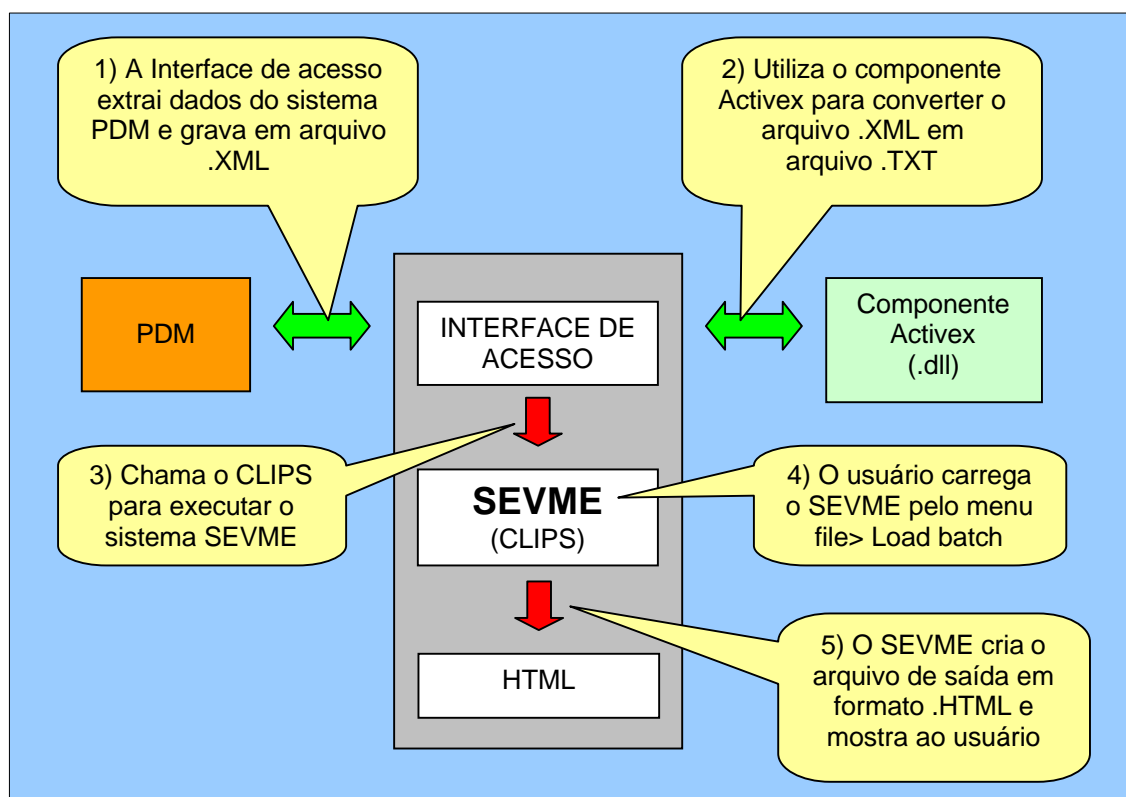 1) A Interface de acesso
extrai dados do sistema
PDM e grava em arquivo
.XML
2) Utiliza o componente
Activex para converter o
arquivo .XML em
arquivo .TXT
PDM
INTERFACE DE
ACESSO
Componente
Activex
(.dll)
3) Chama o CLIPS
para executar o
sistema SEVME
SEVME
(CLIPS)
4) O usuário carrega
o SEVME pelo menu
file> Load batch
HTML
5) O SEVME cria o
arquivo de saída em
formato .HTML e
mostra ao usuário